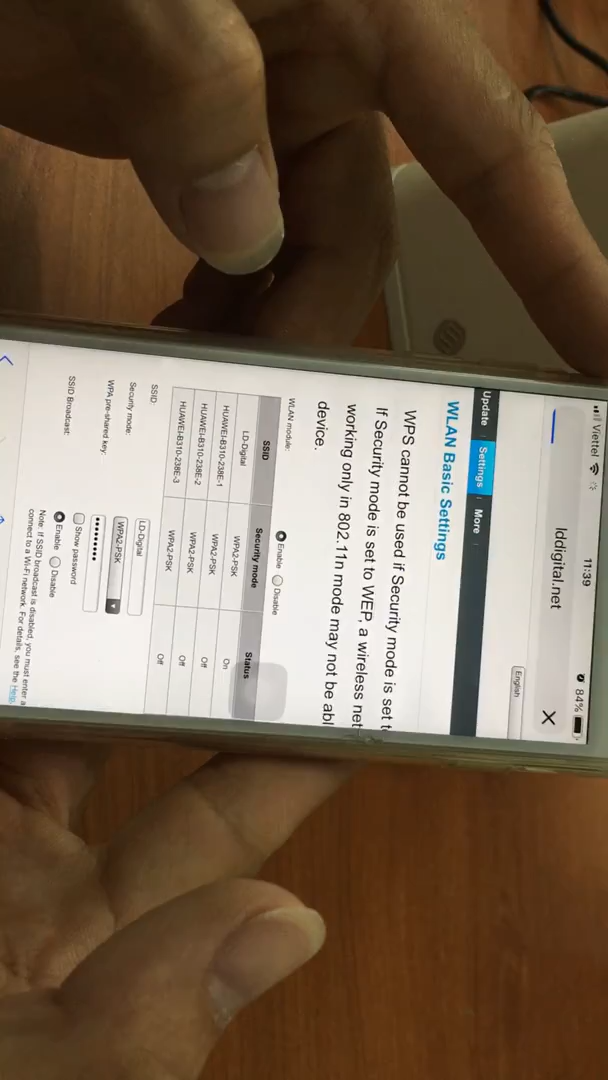 Viettel 11:39 84%
lddigital.net
English
Update Settings More
WLAN Basic Settings
WPS cannot be used if Security mode is set t
If Security mode is set to WEP, a wireless net
working only in 802.11n mode may not be abl
device.
WLAN module: Enable Disable
SSID Security mode Status
LD-Digital WPA2-PSK On
HUAWEI-B310-238E-1 WPA2-PSK Off
HUAWEI-B310-238E-2 WPA2-PSK Off
HUAWEI-B310-238E-3 WPA2-PSK Off
SSID: LD-Digital
Security mode: WPA2-PSK
WPA pre-shared key: •••••••••
Show password
SSID Broadcast: Enable Disable
Note: If SSID broadcast is disabled, you must enter a
connect to a Wi-Fi network. For details, see the Help